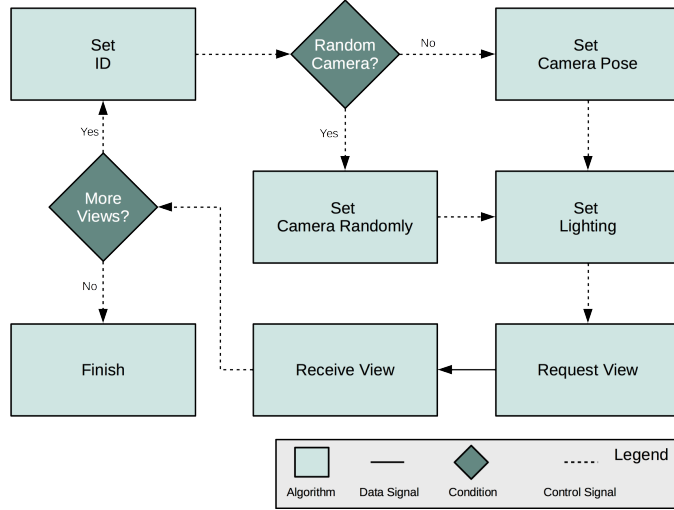 Set
ID
Random
Camera?
No
Set
Camera Pose
Yes
Yes
More
Views?
Set
Camera Randomly
Set
Lighting
No
Finish
Receive View
Request View
Legend
Algorithm
Data Signal
Condition
Control Signal